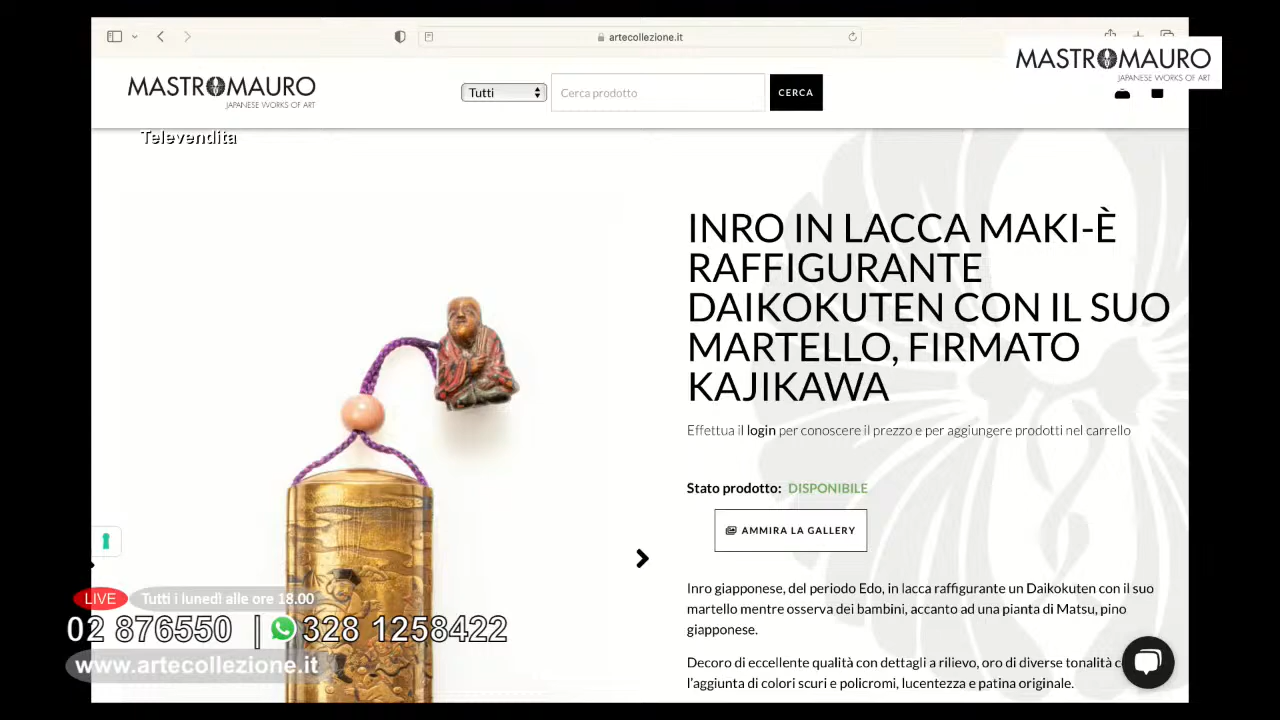 artecollezione.it
MASTROMAURO
JAPANESE WORKS OF ART
MASTROMAURO
JAPANESE WORKS OF ART
Tutti
Cerca prodotto
CERCA
Televendita
INRO IN LACCA MAKI-È
RAFFIGURANTE
DAIKOKUTEN CON IL SUO
MARTELLO, FIRMATO
KAJIKAWA
Effettua il login per conoscere il prezzo e per aggiungere prodotti nel carrello
Stato prodotto: DISPONIBILE
AMMIRA LA GALLERY
Inro giapponese, del periodo Edo, in lacca raffigurante un Daikokuten con il suo
martello mentre osserva dei bambini, accanto ad una pianta di Matsu, pino
giapponese.
Decoro di eccellente qualità con dettagli a rilievo, oro di diverse tonalità
l'aggiunta di colori scuri e policromi, lucentezza e patina originale.
LIVE Tutti i lunedì alle ore 18.00
02 876550 | 328 1258422
www.artecollezione.it